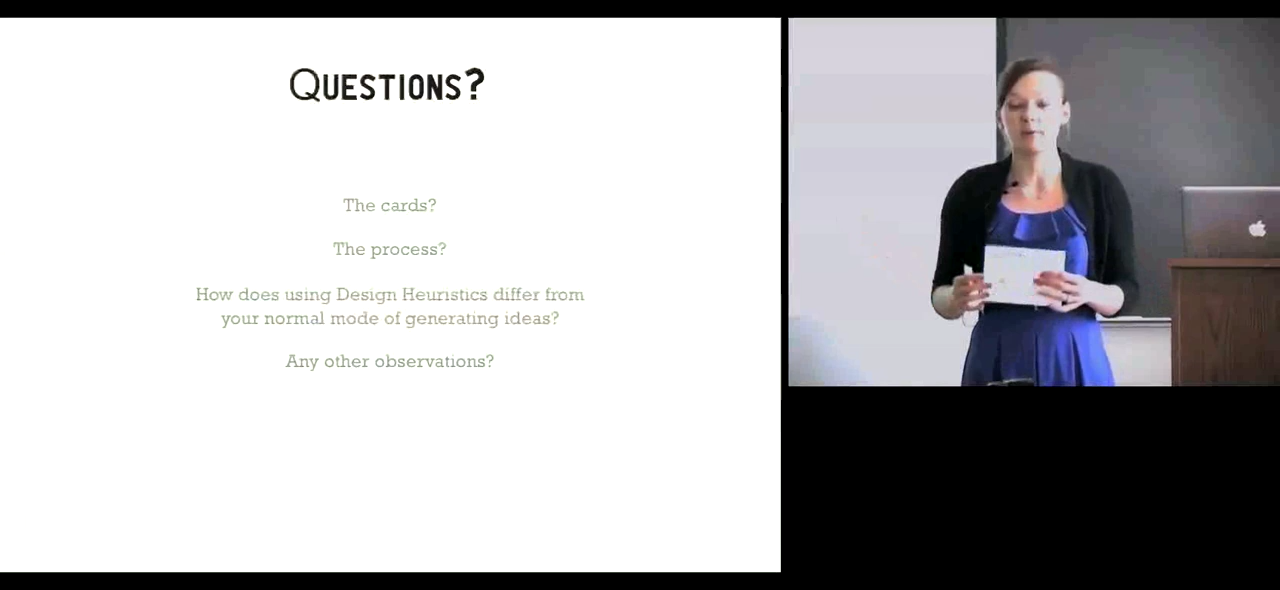 QUESTIONS?
The cards?
The process?
How does using Design Heuristics differ from
your normal mode of generating ideas?
Any other observations?